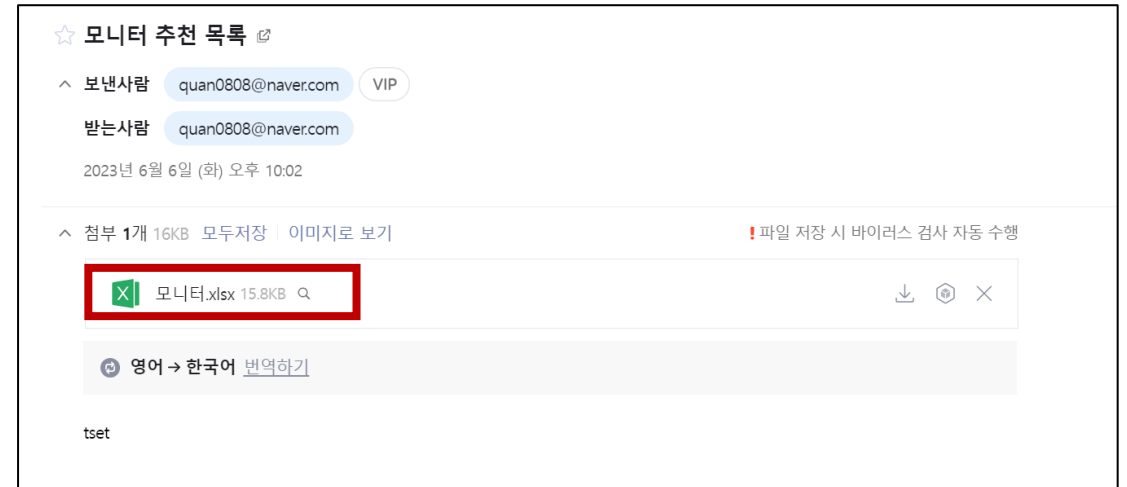 모니터 추천 목록
보낸사람 quan0808@naver.com VIP
받는사람 quan0808@naver.com
2023년 6월 6일 (화) 오후 10:02
첨부 1개 16KB 모두저장 이미지로 보기 !파일 저장 시 바이러스 검사 자동 수행
모니터.xlsx 15.8KB
영어 → 한국어 번역하기
tset